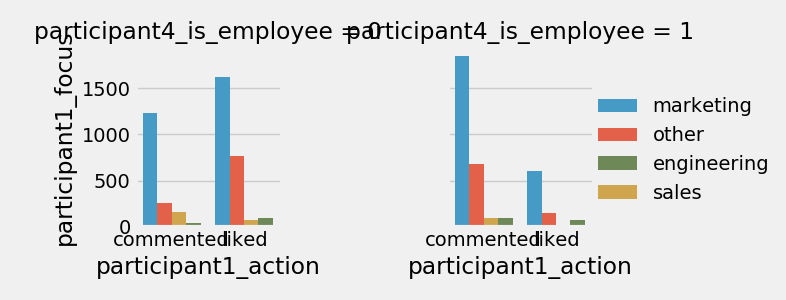 participant4_is_employee = 0
participant4_is_employee = 1
participant1_focus
1500
1000
500
0
commented
liked
commented
liked
participant1_action
participant1_action
marketing
other
engineering
sales